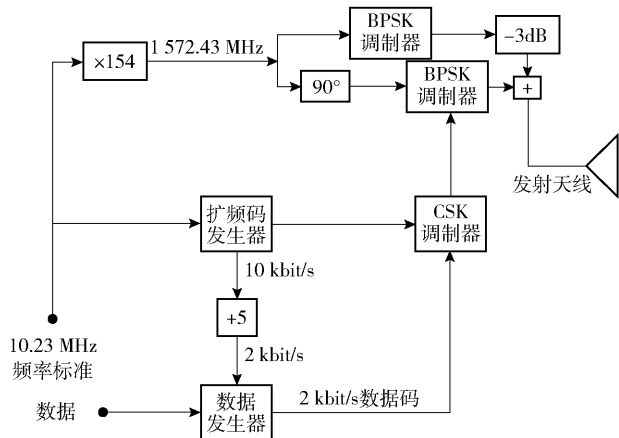 BPSK
调制器
-3dB
×154
1 572.43 MHz
90°
BPSK
调制器
+
发射天线
扩频码
发生器
CSK
调制器
10 kbit/s
+5
2 kbit/s
10.23 MHz
频率标准
数据
数据
发生器
2 kbit/s数据码